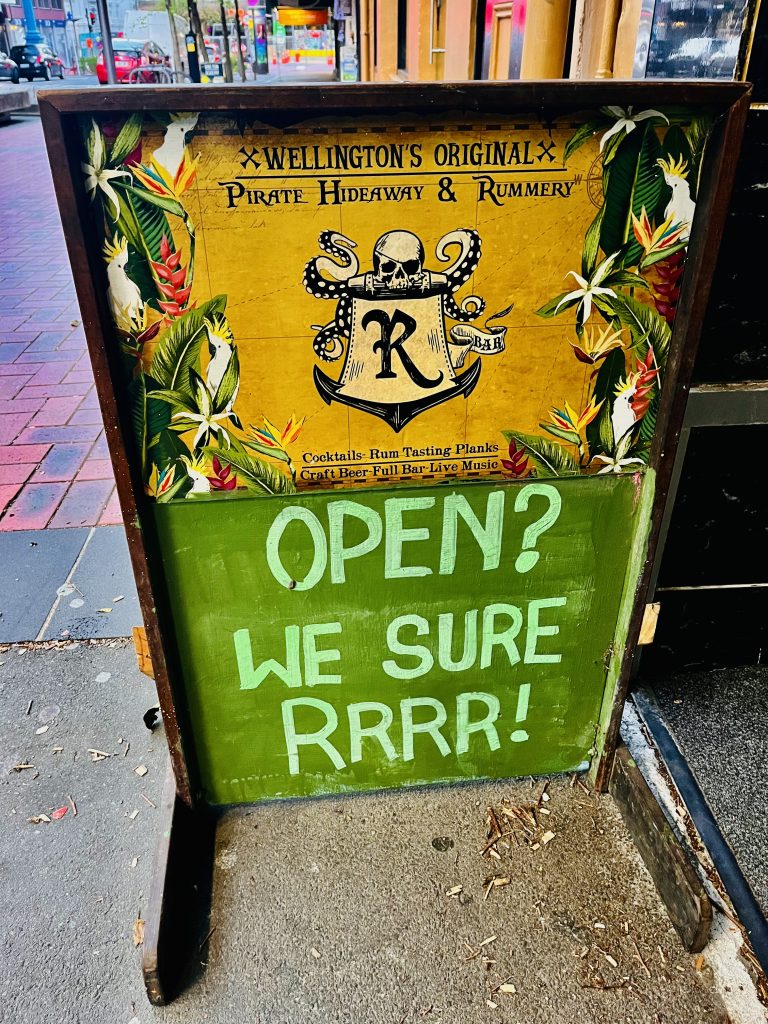 WELLINGTON'S ORIGINAL
PIRATE HIDEAWAY & RUMMERY
R
BAR
Cocktails- Rum Tasting Planks
Craft Beer-Full Bar-Live Music
OPEN?
WE SURE
RRRR!